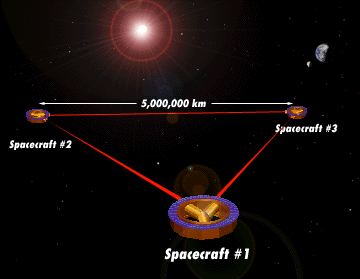 5,000,000 km
Spacecraft #2
Spacecraft #3
Spacecraft #1